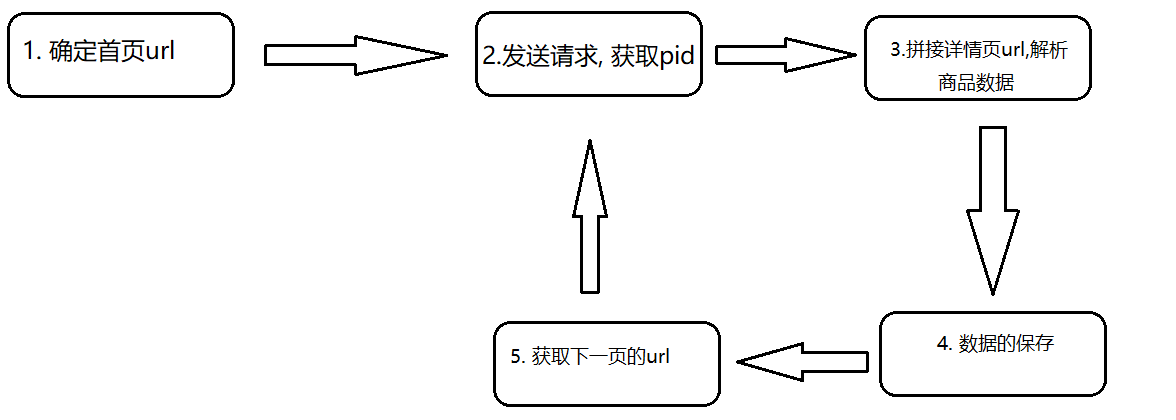 1. 确定首页url
2.发送请求, 获取pid
3.拼接详情页url,解析
商品数据
4. 数据的保存
5. 获取下一页的url